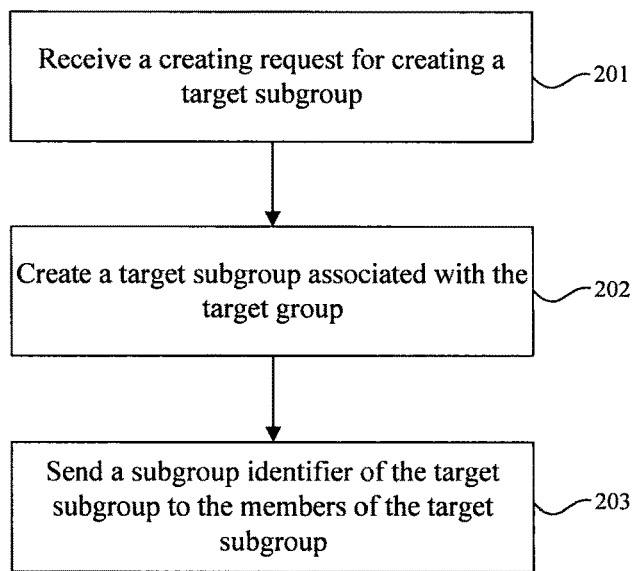 Receive a creating request for creating a
target subgroup
201
Create a target subgroup associated with the
target group
202
Send a subgroup identifier of the target
subgroup to the members of the target
subgroup
203